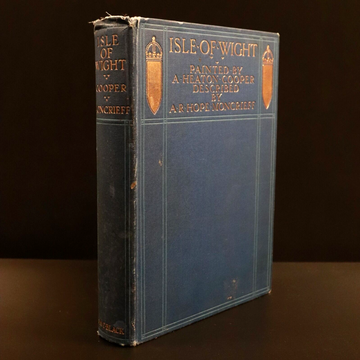 ISLE
OF
WIGHT
COOPER
MONCRIEFF
A&C BLACK
ISLE·OF·WIGHT
PAINTED·BY
A·HEATON·COOPER
DESCRIBED
BY
A·R·HOPE·MONCRIEFF